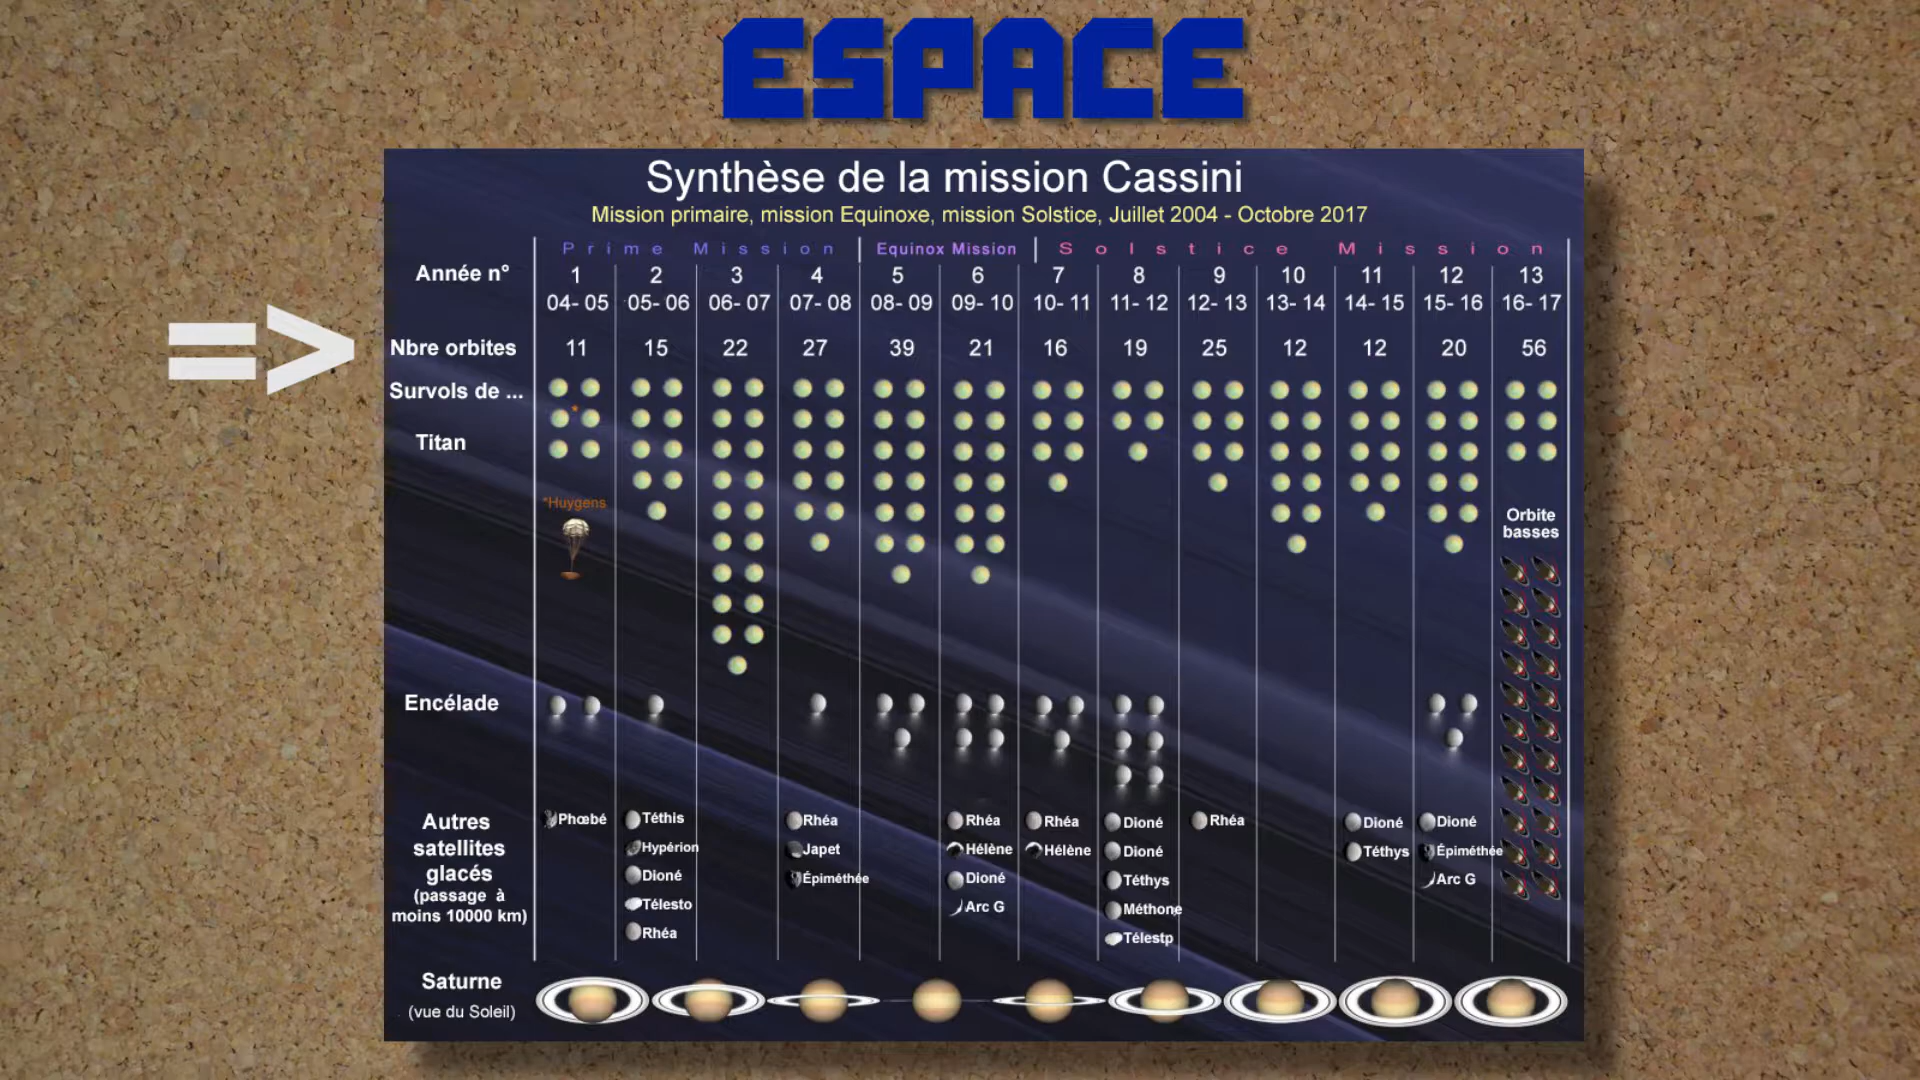 ESPACE
=>
Synthèse de la mission Cassini
Mission primaire, mission Equinoxe, mission Solstice, Juillet 2004 - Octobre 2017
Prime Mission | Equinox Mission | Solstice Mission
Année n° 1 2 3 4 5 6 7 8 9 10 11 12 13
04- 05 05- 06 06- 07 07- 08 08- 09 09- 10 10- 11 11- 12 12- 13 13- 14 14- 15 15- 16 16- 17
Nbre orbites 11 15 22 27 39 21 16 19 25 12 12 20 56
Survols de ...
Titan
*
*Huygens
Orbite
basses
Encélade
Autres
satellites
glacés
(passage à
moins 10000 km)
Phœbé
Téthis
Hypérion
Dioné
Télesto
Rhéa
Rhéa
Japet
Épiméthée
Rhéa
Hélène
Dioné
Arc G
Rhéa
Hélène
Dioné
Dioné
Téthys
Méthone
Télestp
Rhéa
Dioné
Téthys
Dioné
Épiméthée
Arc G
Saturne
(vue du Soleil)